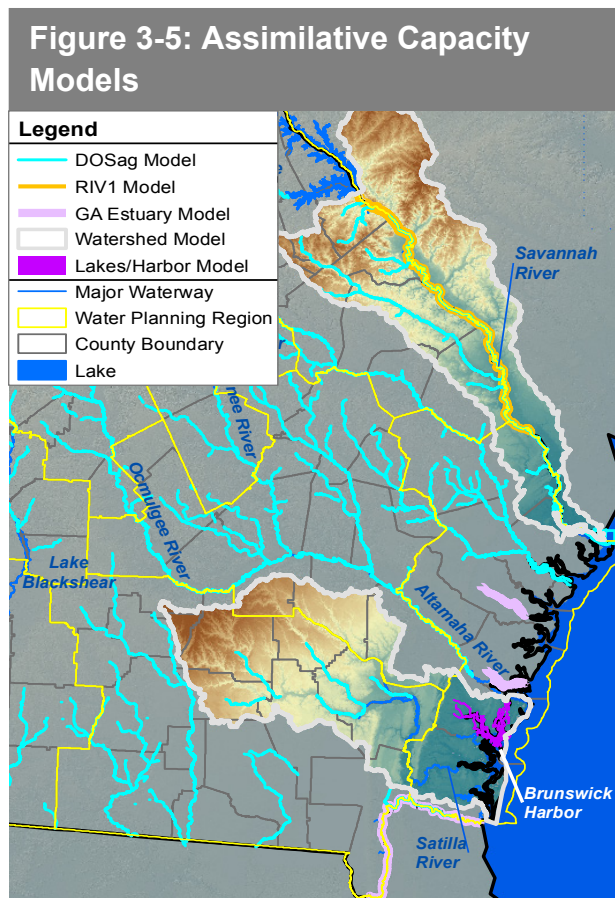 Figure 3-5: Assimilative Capacity
Models
Legend
DOSag Model
RIV1 Model
GA Estuary Model
Watershed Model
Lakes/Harbor Model
Major Waterway
Water Planning Region
County Boundary
Lake
Savannah
River
nee River
Ocmulgee River
Lake
Blackshear
Altamaha River
Brunswick
Harbor
Satilla
River